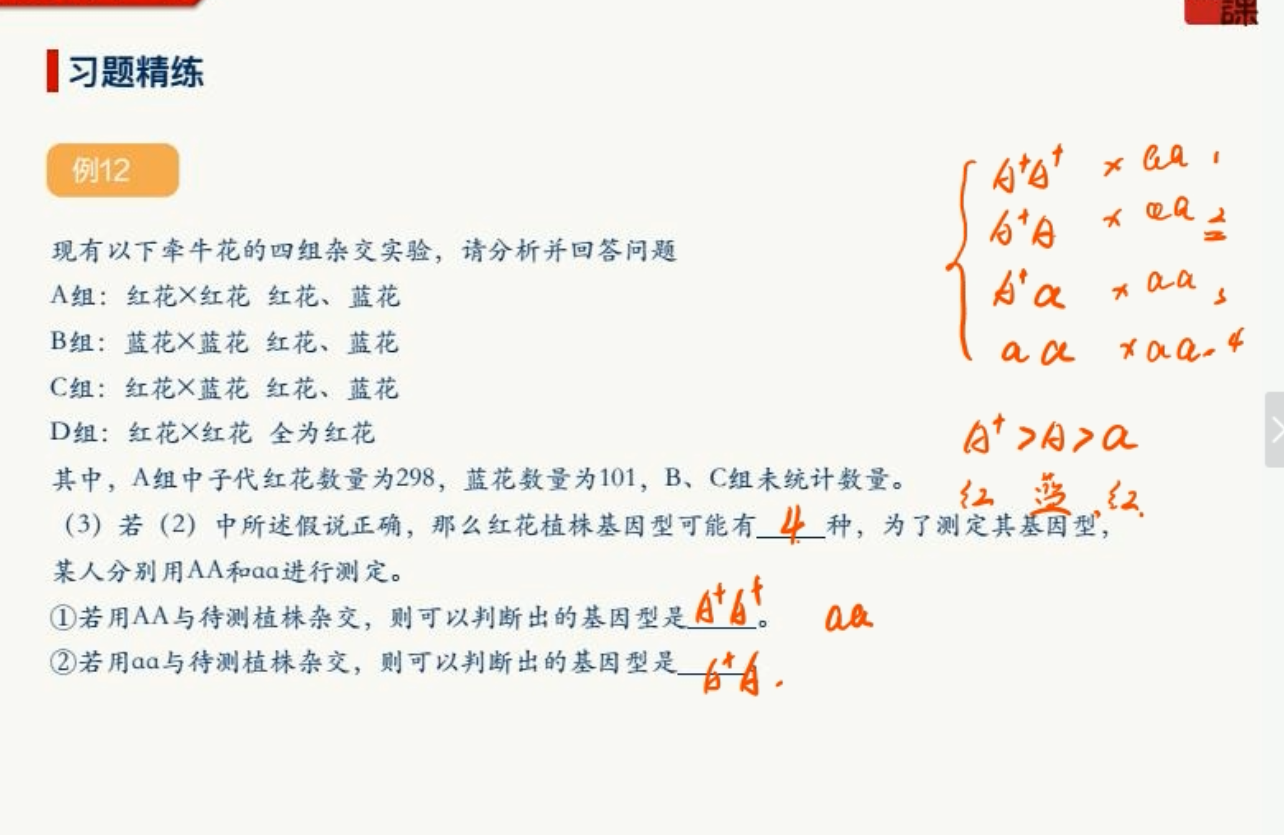 課
习题精练
例12
现有以下牵牛花的四组杂交实验，请分析并回答问题
A组：红花×红花 红花、蓝花
B组：蓝花×蓝花 红花、蓝花
C组：红花×蓝花 红花、蓝花
D组：红花×红花 全为红花
其中，A组中子代红花数量为298，蓝花数量为101，B、C组未统计数量。
（3）若（2）中所述假说正确，那么红花植株基因型可能有4种，为了测定其基因型，
某人分别用AA和aa进行测定。
①若用AA与待测植株杂交，则可以判断出的基因型是A⁺A⁺。 aa
②若用aa与待测植株杂交，则可以判断出的基因型是A⁺A.
A⁺A⁺ × aa 1
A⁺A × aa 2
A⁺a × aa 3
aa × aa. 4
A⁺>A>a
红 蓝 红